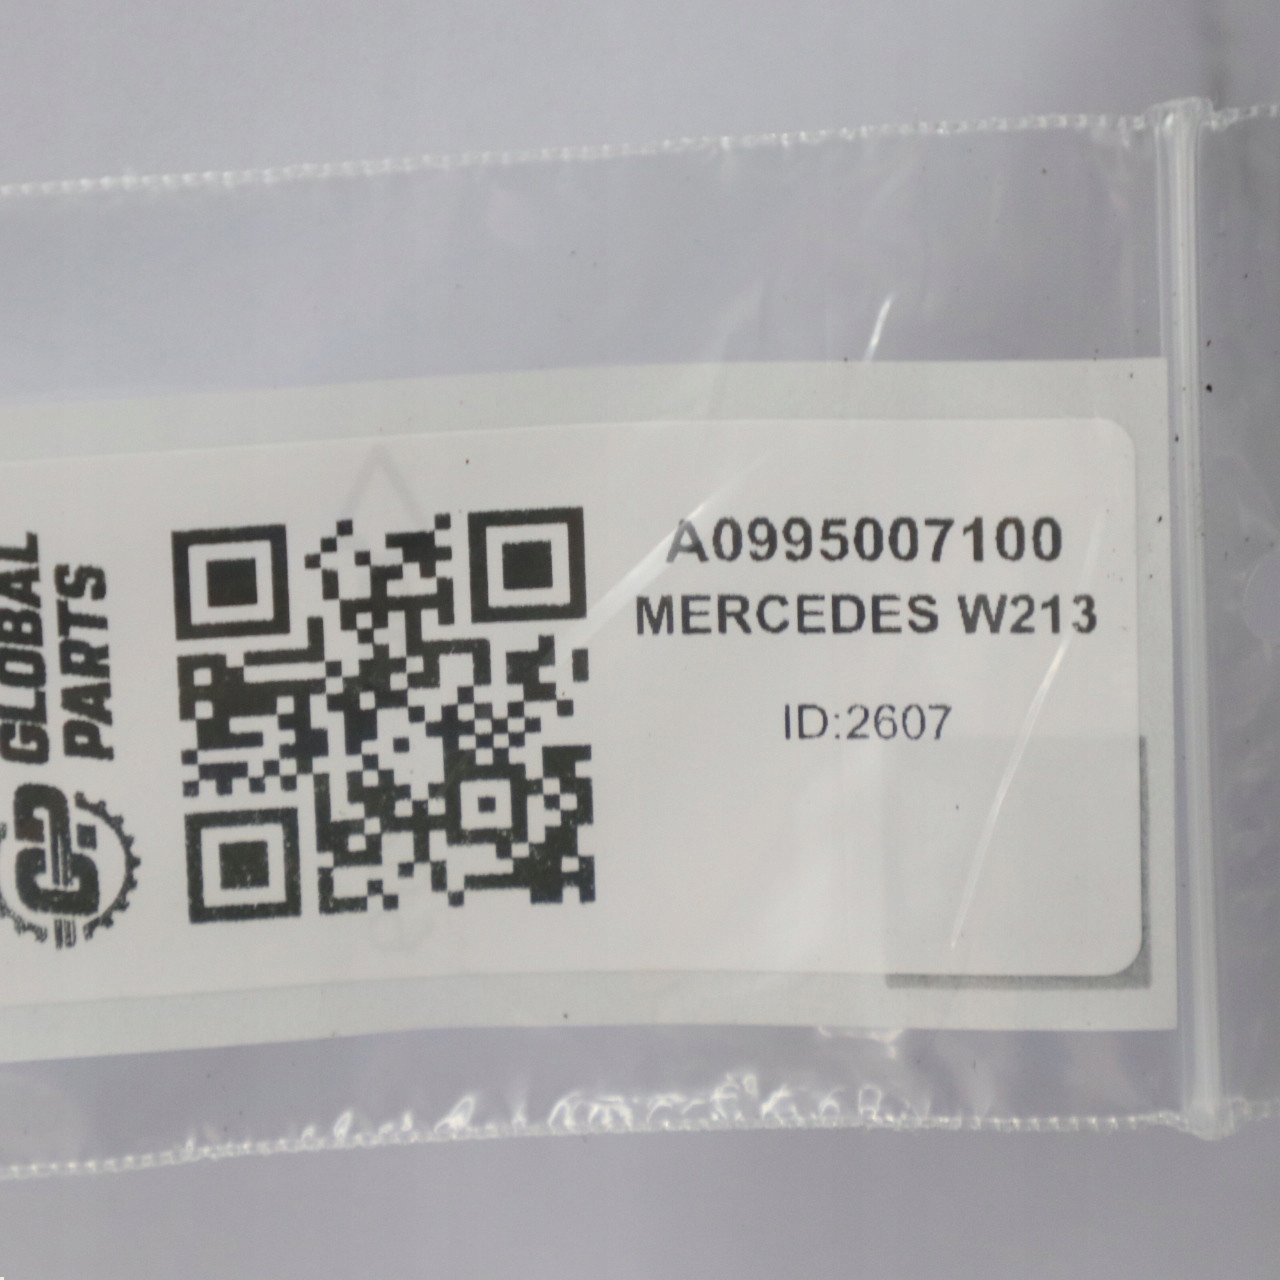 GLOBAL
PARTS
A0995007100
MERCEDES W213
ID:2607